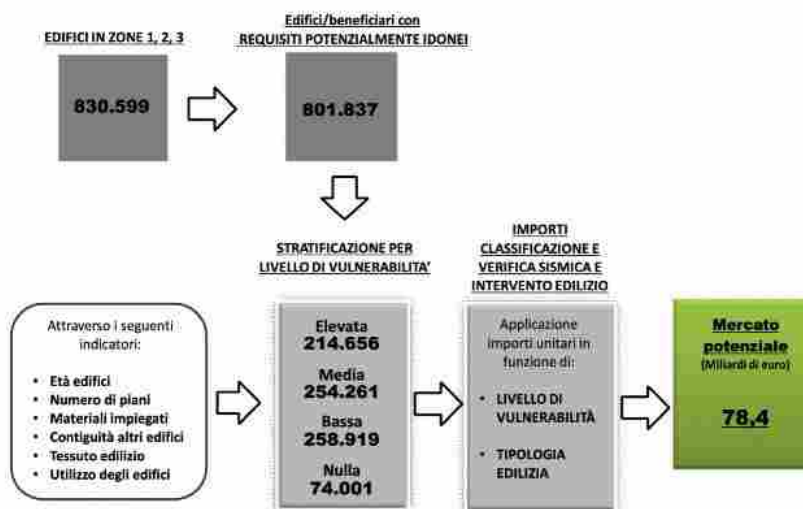 EDIFICI IN ZONE 1, 2, 3
830.599
Edifici/beneficiari con
REQUISITI POTENZIALMENTE IDONEI
801.837
STRATIFICAZIONE PER
LIVELLO DI VULNERABILITA'
IMPORTI
CLASSIFICAZIONE E
VERIFICA SISMICA E
INTERVENTO EDILIZIO
Attraverso i seguenti
indicatori:
• Età edifici
• Numero di piani
• Materiali impiegati
• Contiguità altri edifici
• Tessuto edilizio
• Utilizzo degli edifici
Elevata
214.656
Media
254.261
Bassa
258.919
Nulla
74.001
Applicazione
importi unitari in
funzione di:
• LIVELLO DI
VULNERABILITÀ
• TIPOLOGIA
EDILIZIA
Mercato
potenziale
(Miliardi di euro)
78,4